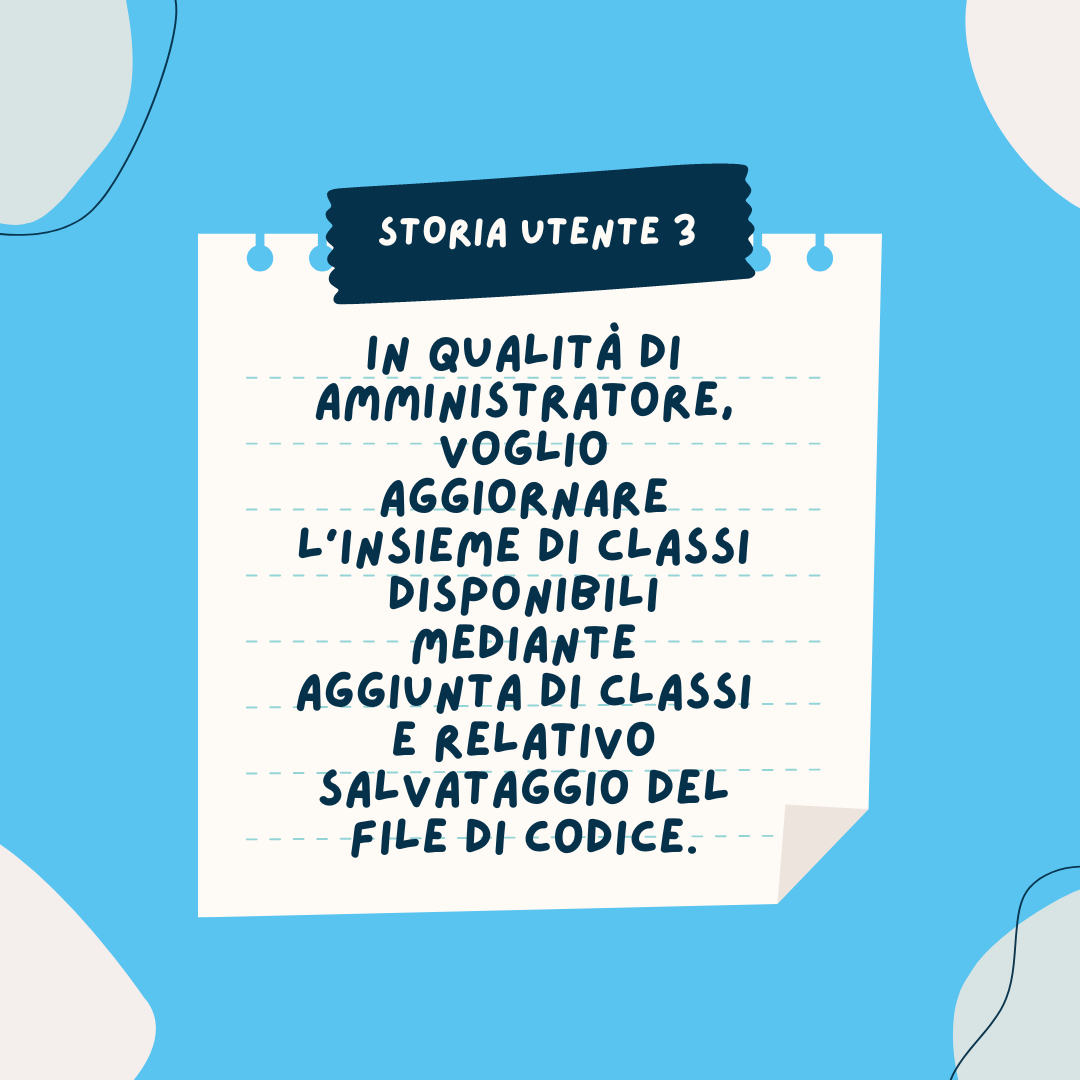 STORIA UTENTE 3
IN QUALITÀ DI
AMMINISTRATORE,
VOGLIO
AGGIORNARE
L'INSIEME DI CLASSI
DISPONIBILI
MEDIANTE
AGGIUNTA DI CLASSI
E RELATIVO
SALVATAGGIO DEL
FILE DI CODICE.